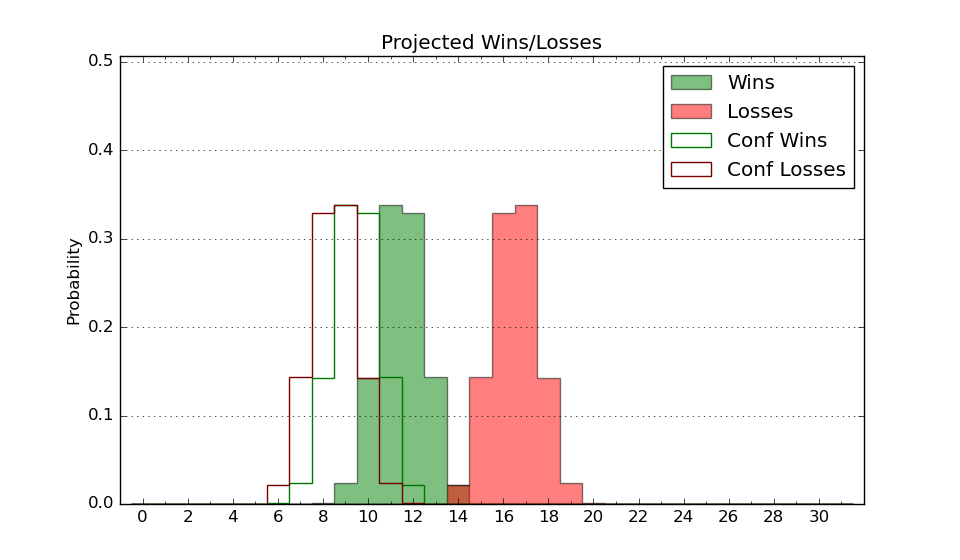 Projected Wins/Losses
0.5
0.4
0.3
0.2
0.1
0.0
Probability
Wins
Losses
Conf Wins
Conf Losses
0 2 4 6 8 10 12 14 16 18 20 22 24 26 28 30